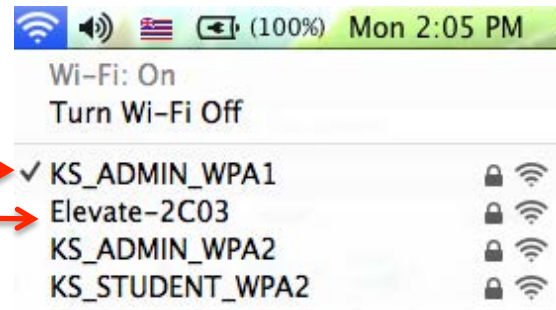 (100%) Mon 2:05 PM
Wi-Fi: On
Turn Wi-Fi Off
KS_ADMIN_WPA1
Elevate-2C03
KS_ADMIN_WPA2
KS_STUDENT_WPA2